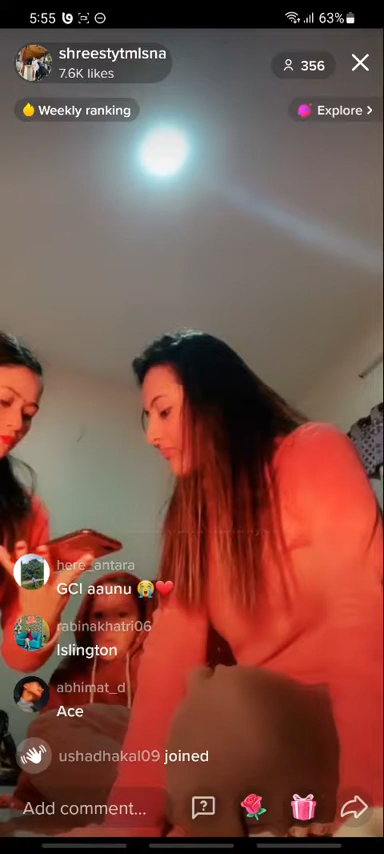 5:55 63%
shreestytmlsna
7.6K likes
356
Weekly ranking
Explore >
here_antara
GCI aaunu 😭❤️
rabinakhatri06
Islington
abhimat_d
Ace
ushadhakal09 joined
Add comment...